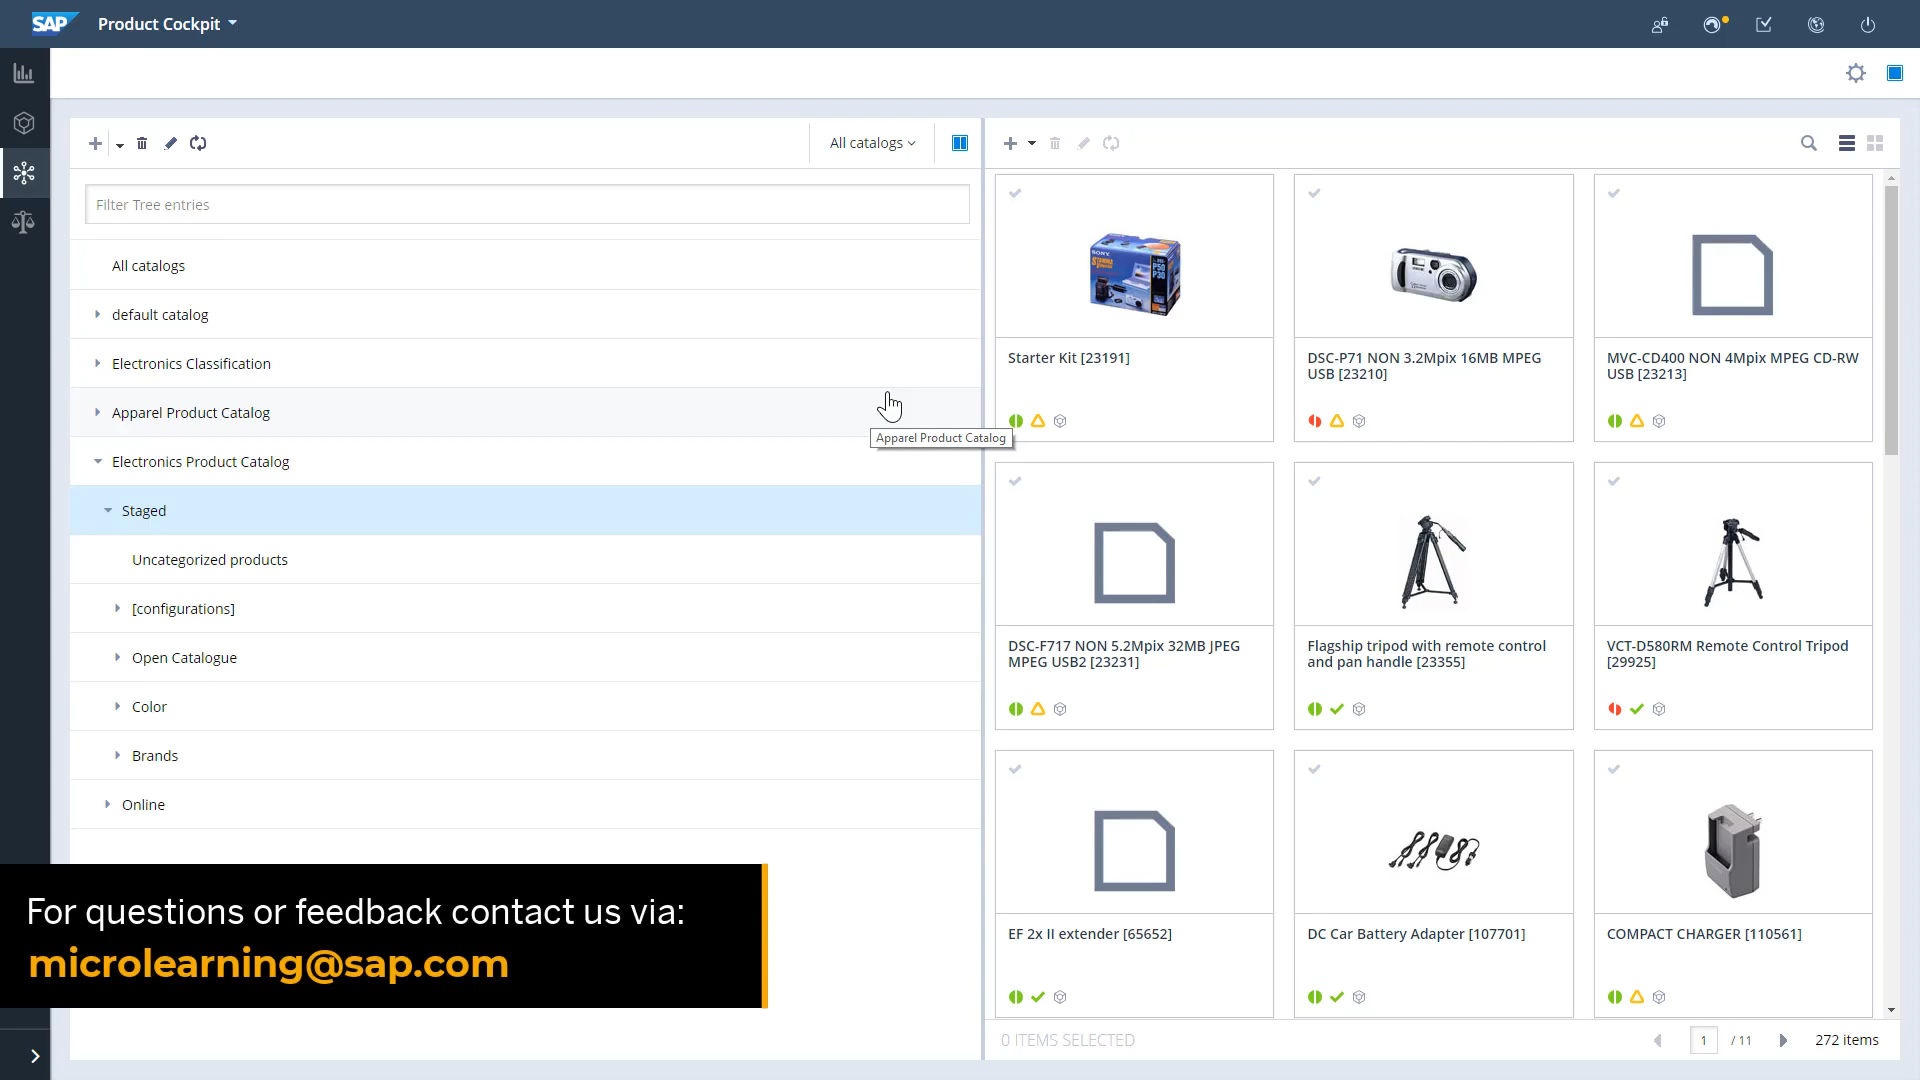 SAP Product Cockpit
All catalogs
Filter Tree entries
All catalogs
default catalog
Electronics Classification
Apparel Product Catalog
Apparel Product Catalog
Electronics Product Catalog
Staged
Uncategorized products
[configurations]
Open Catalogue
Color
Brands
Online
For questions or feedback contact us via:
microlearning@sap.com
SONY
STAMINA
P50
P30
Starter Kit [23191]
DSC-P71 NON 3.2Mpix 16MB MPEG
USB [23210]
MVC-CD400 NON 4Mpix MPEG CD-RW
USB [23213]
DSC-F717 NON 5.2Mpix 32MB JPEG
MPEG USB2 [23231]
Flagship tripod with remote control
and pan handle [23355]
VCT-D580RM Remote Control Tripod
[29925]
EF 2x II extender [65652]
DC Car Battery Adapter [107701]
COMPACT CHARGER [110561]
0 ITEMS SELECTED
1 / 11
272 items